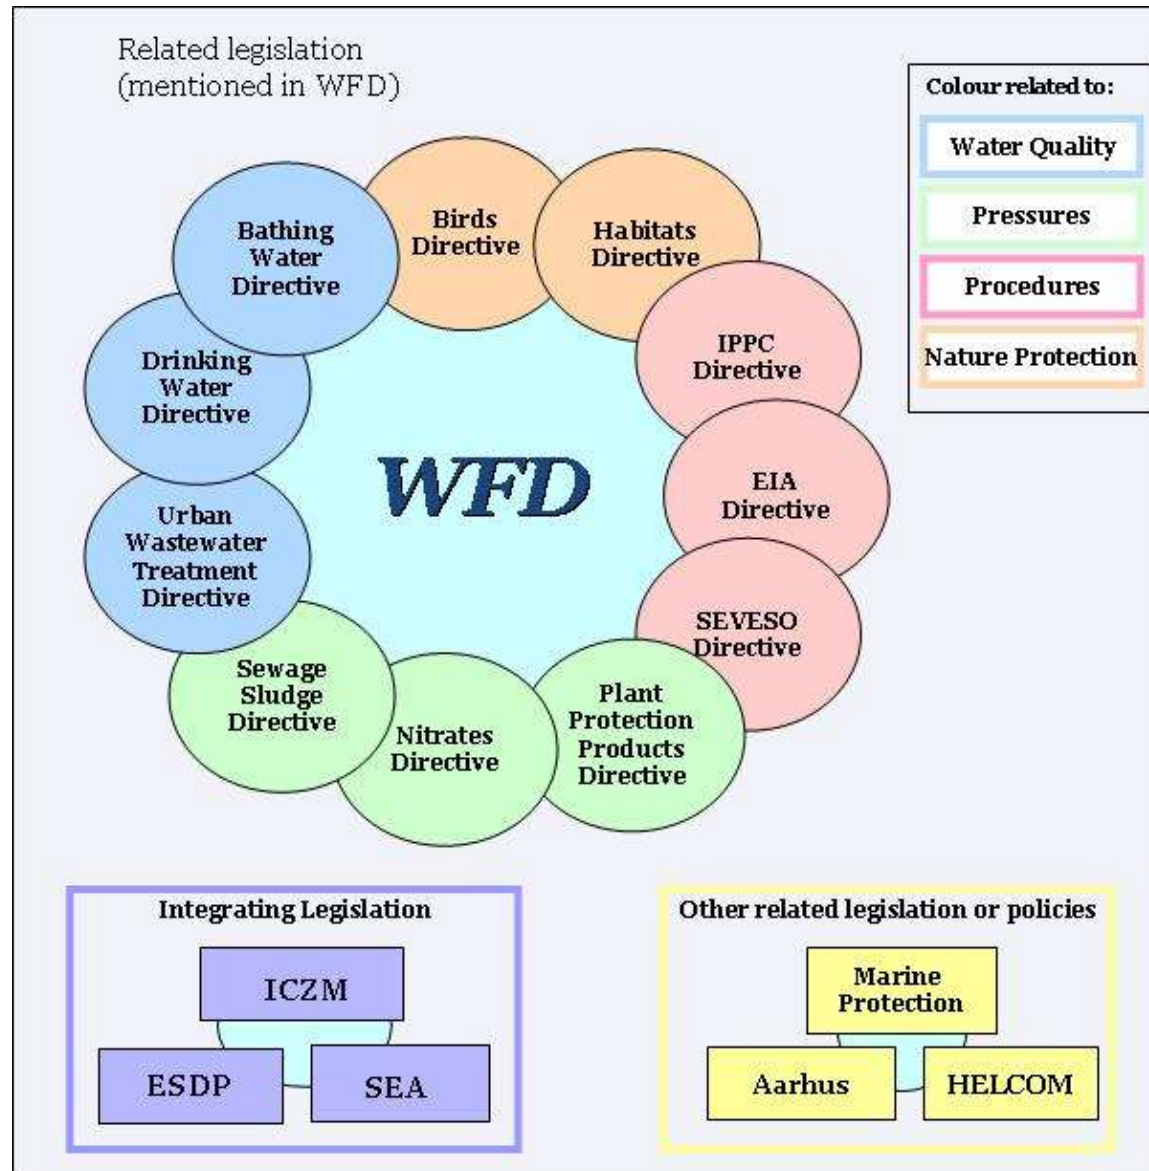 Related legislation
(mentioned in WFD)
Colour related to:
Water Quality
Pressures
Procedures
Nature Protection
Bathing
Water
Directive
Birds
Directive
Habitats
Directive
Drinking
Water
Directive
IPPC
Directive
WFD
EIA
Directive
Urban
Wastewater
Treatment
Directive
SEVESO
Directive
Sewage
Sludge
Directive
Nitrates
Directive
Plant
Protection
Products
Directive
Integrating Legislation
ICZM
ESDP
SEA
Other related legislation or policies
Marine
Protection
Aarhus
HELCOM